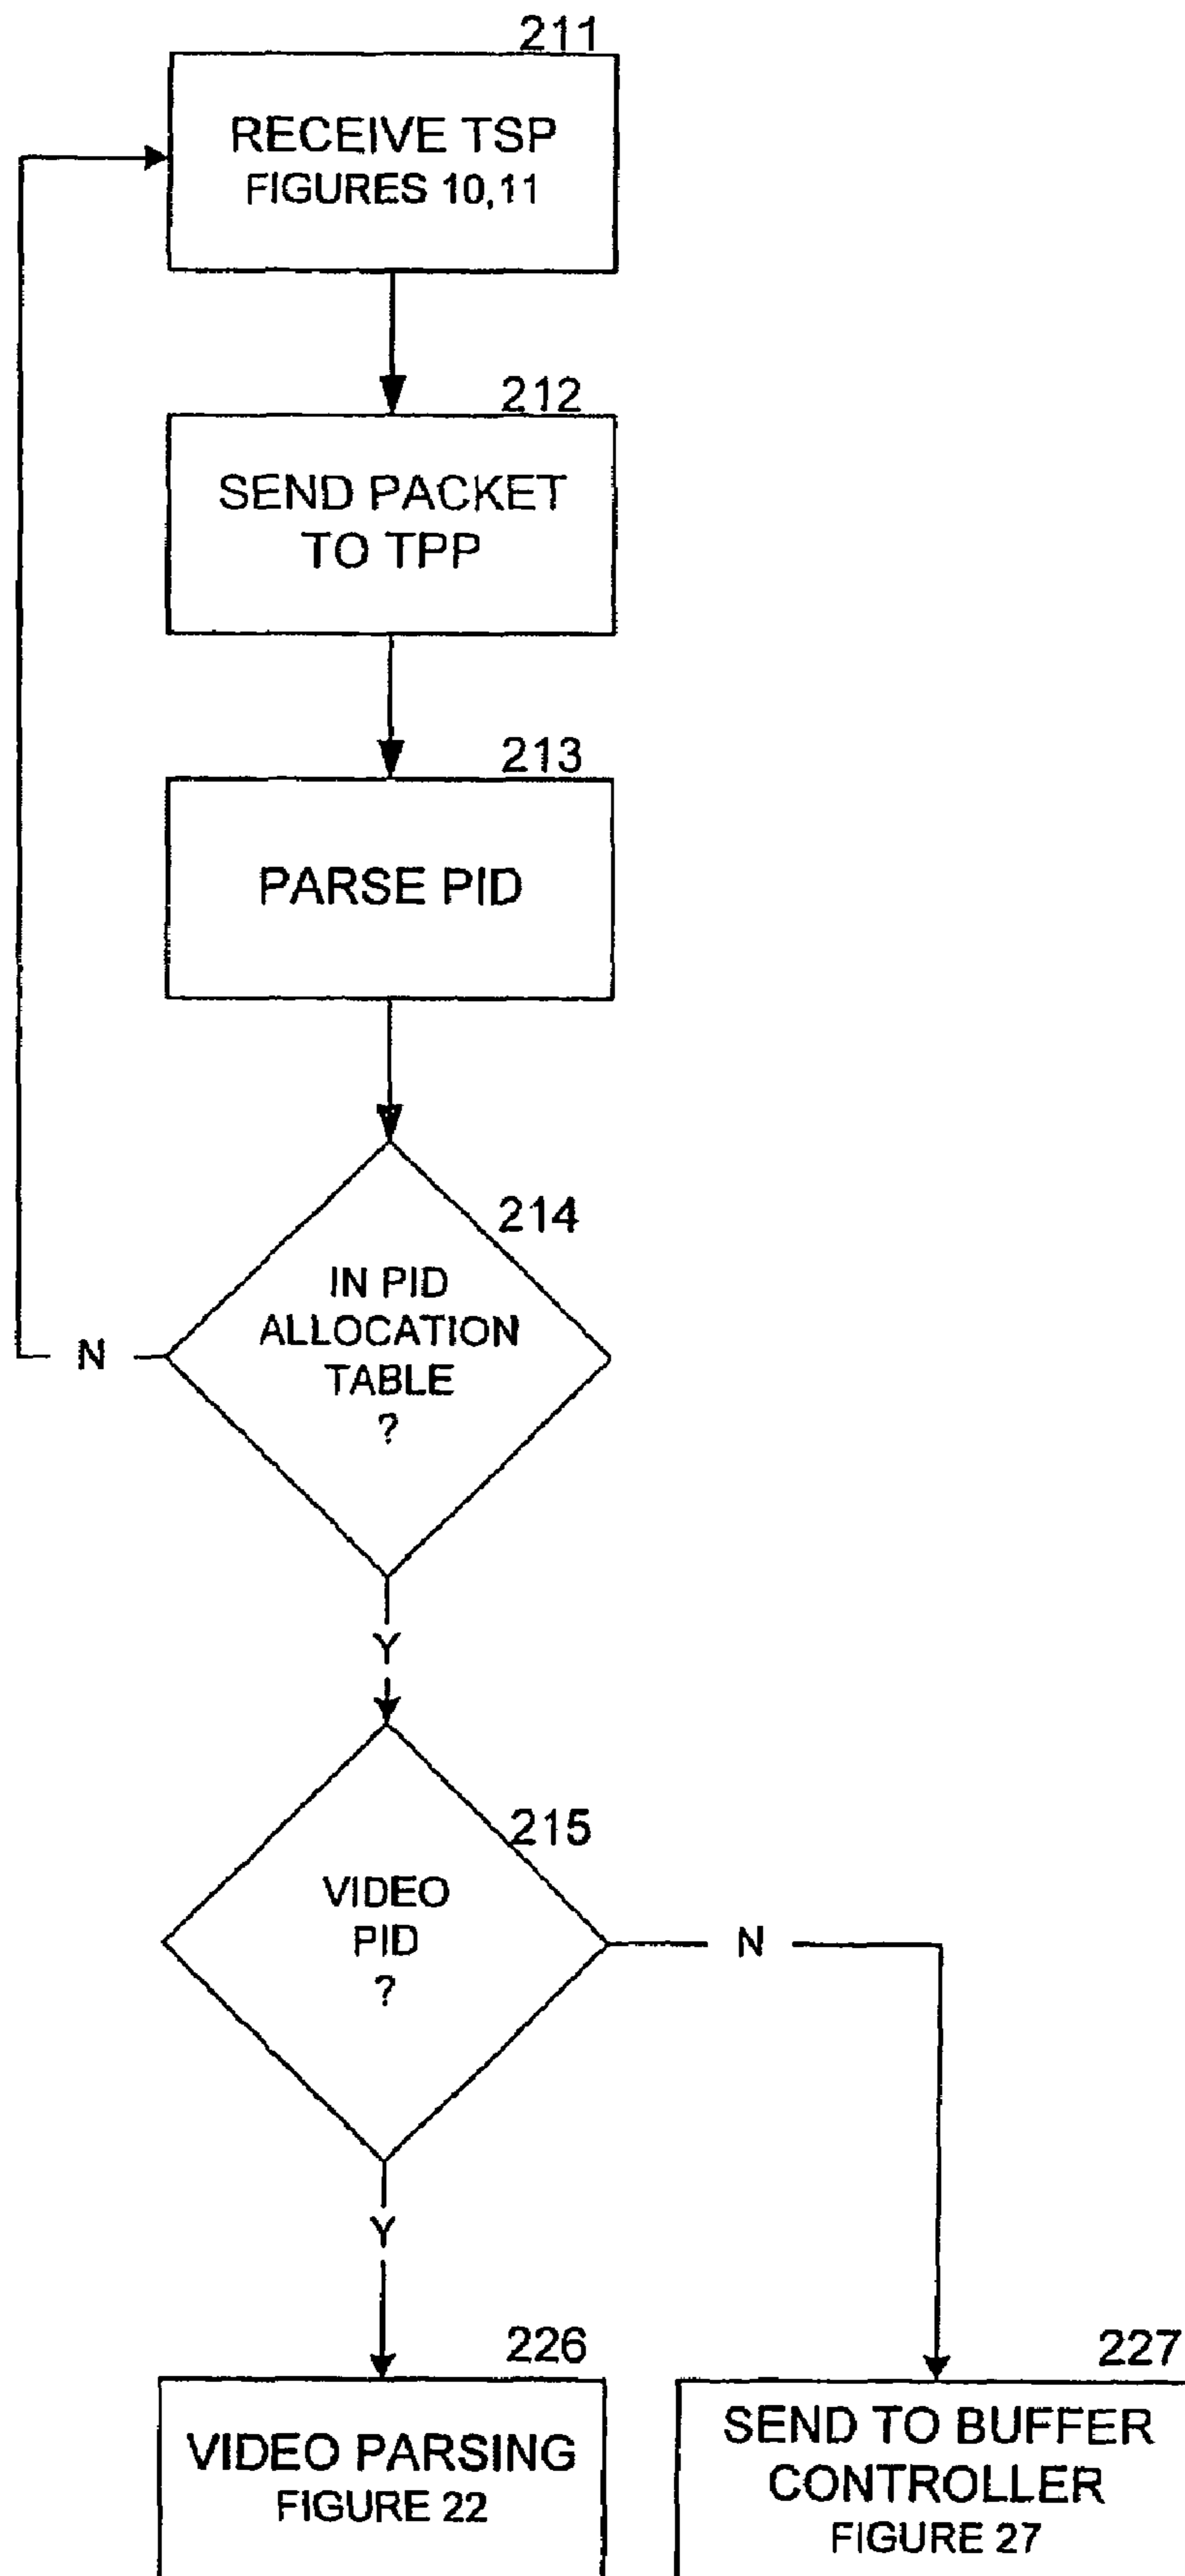 211
RECEIVE TSP
FIGURES 10,11
212
SEND PACKET
TO TPP
213
PARSE PID
214
IN PID
ALLOCATION
TABLE
?
N
Y
215
VIDEO
PID
?
N
Y
226
VIDEO PARSING
FIGURE 22
227
SEND TO BUFFER
CONTROLLER
FIGURE 27